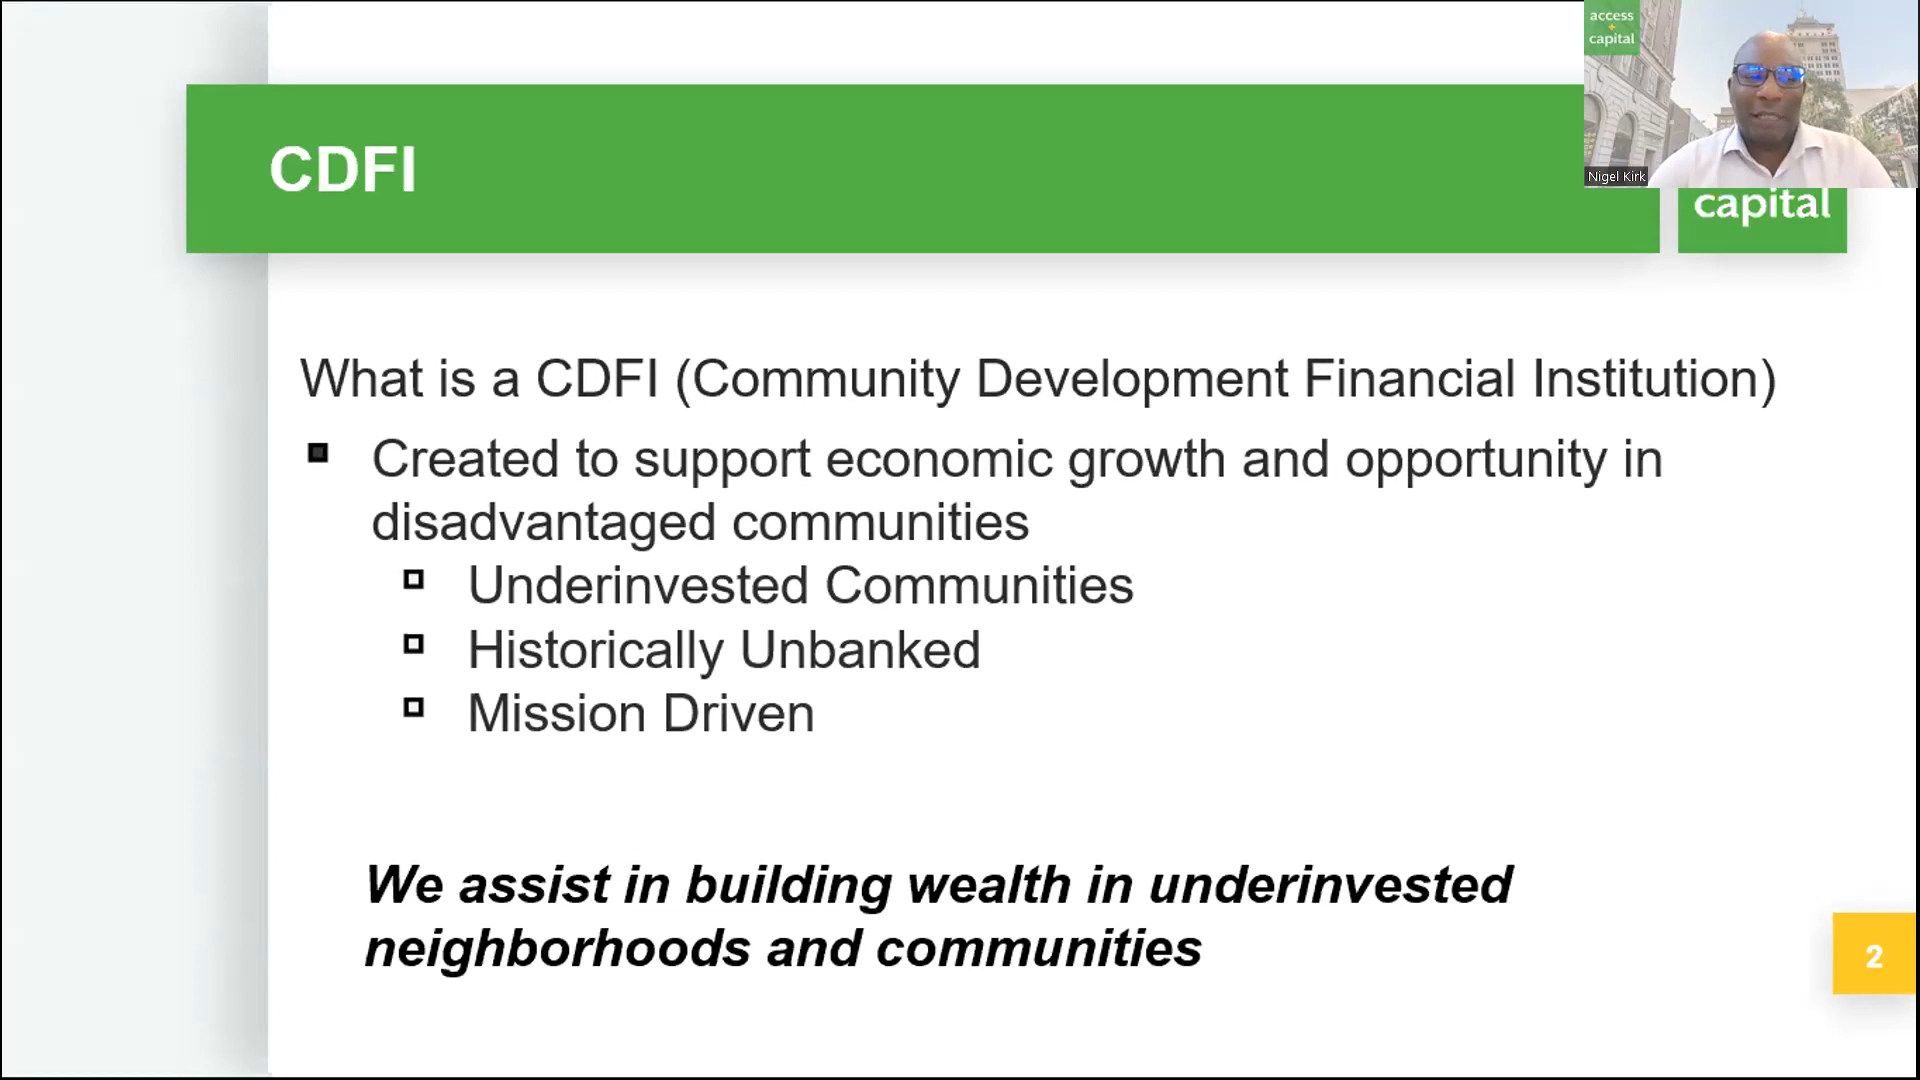 access
+
capital
Nigel Kirk
CDFI
capital
What is a CDFI (Community Development Financial Institution)
Created to support economic growth and opportunity in
disadvantaged communities
Underinvested Communities
Historically Unbanked
Mission Driven
We assist in building wealth in underinvested
neighborhoods and communities
2